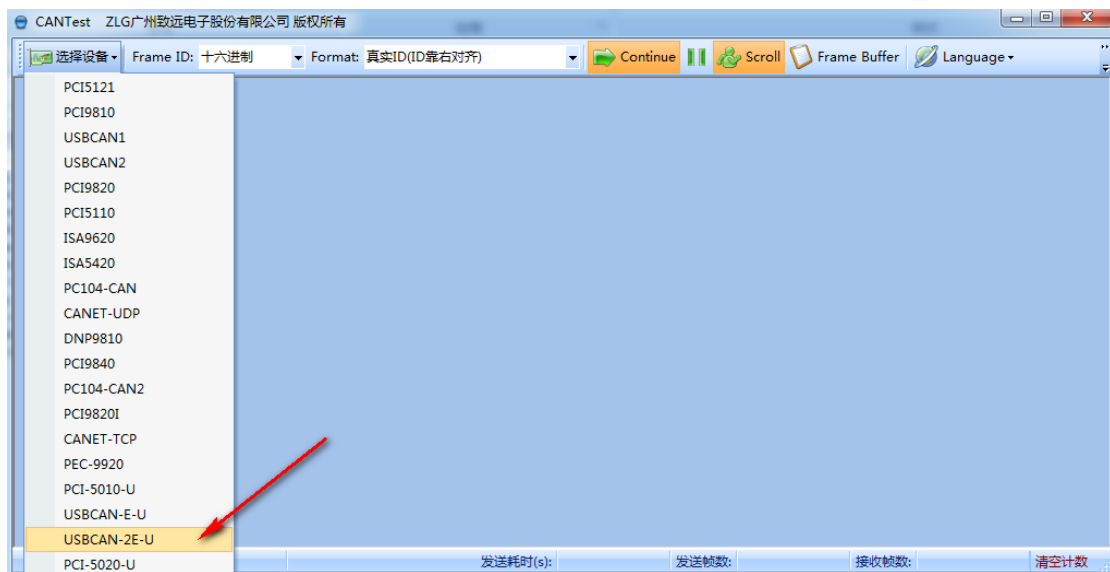 CANTest ZLG广州致远电子股份有限公司 版权所有
选择设备 Frame ID: 十六进制 Format: 真实ID(ID靠右对齐) Continue Scroll Frame Buffer Language
PCI5121
PCI9810
USBCAN1
USBCAN2
PCI9820
PCI5110
ISA9620
ISA5420
PC104-CAN
CANET-UDP
DNP9810
PCI9840
PC104-CAN2
PCI9820I
CANET-TCP
PEC-9920
PCI-5010-U
USBCAN-E-U
USBCAN-2E-U
PCI-5020-U
发送耗时(s): 发送帧数: 接收帧数: 清空计数